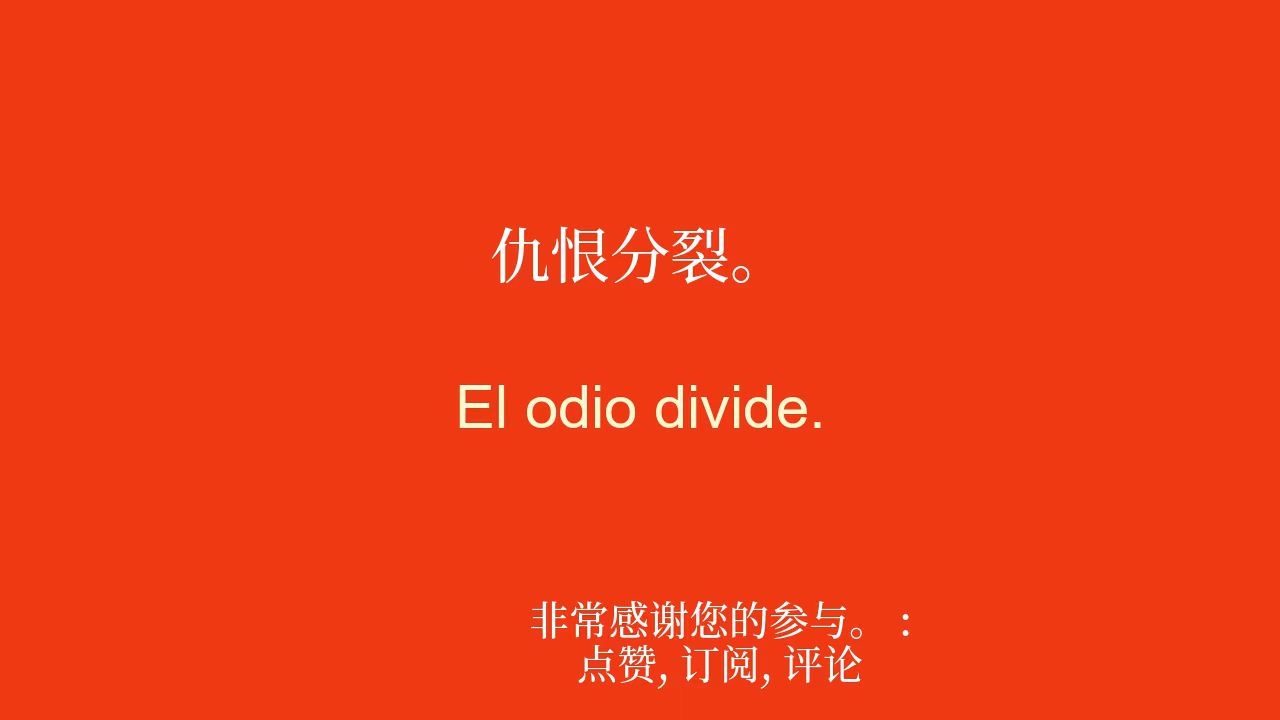 仇恨分裂。
El odio divide.
非常感谢您的参与。 :
点赞, 订阅, 评论